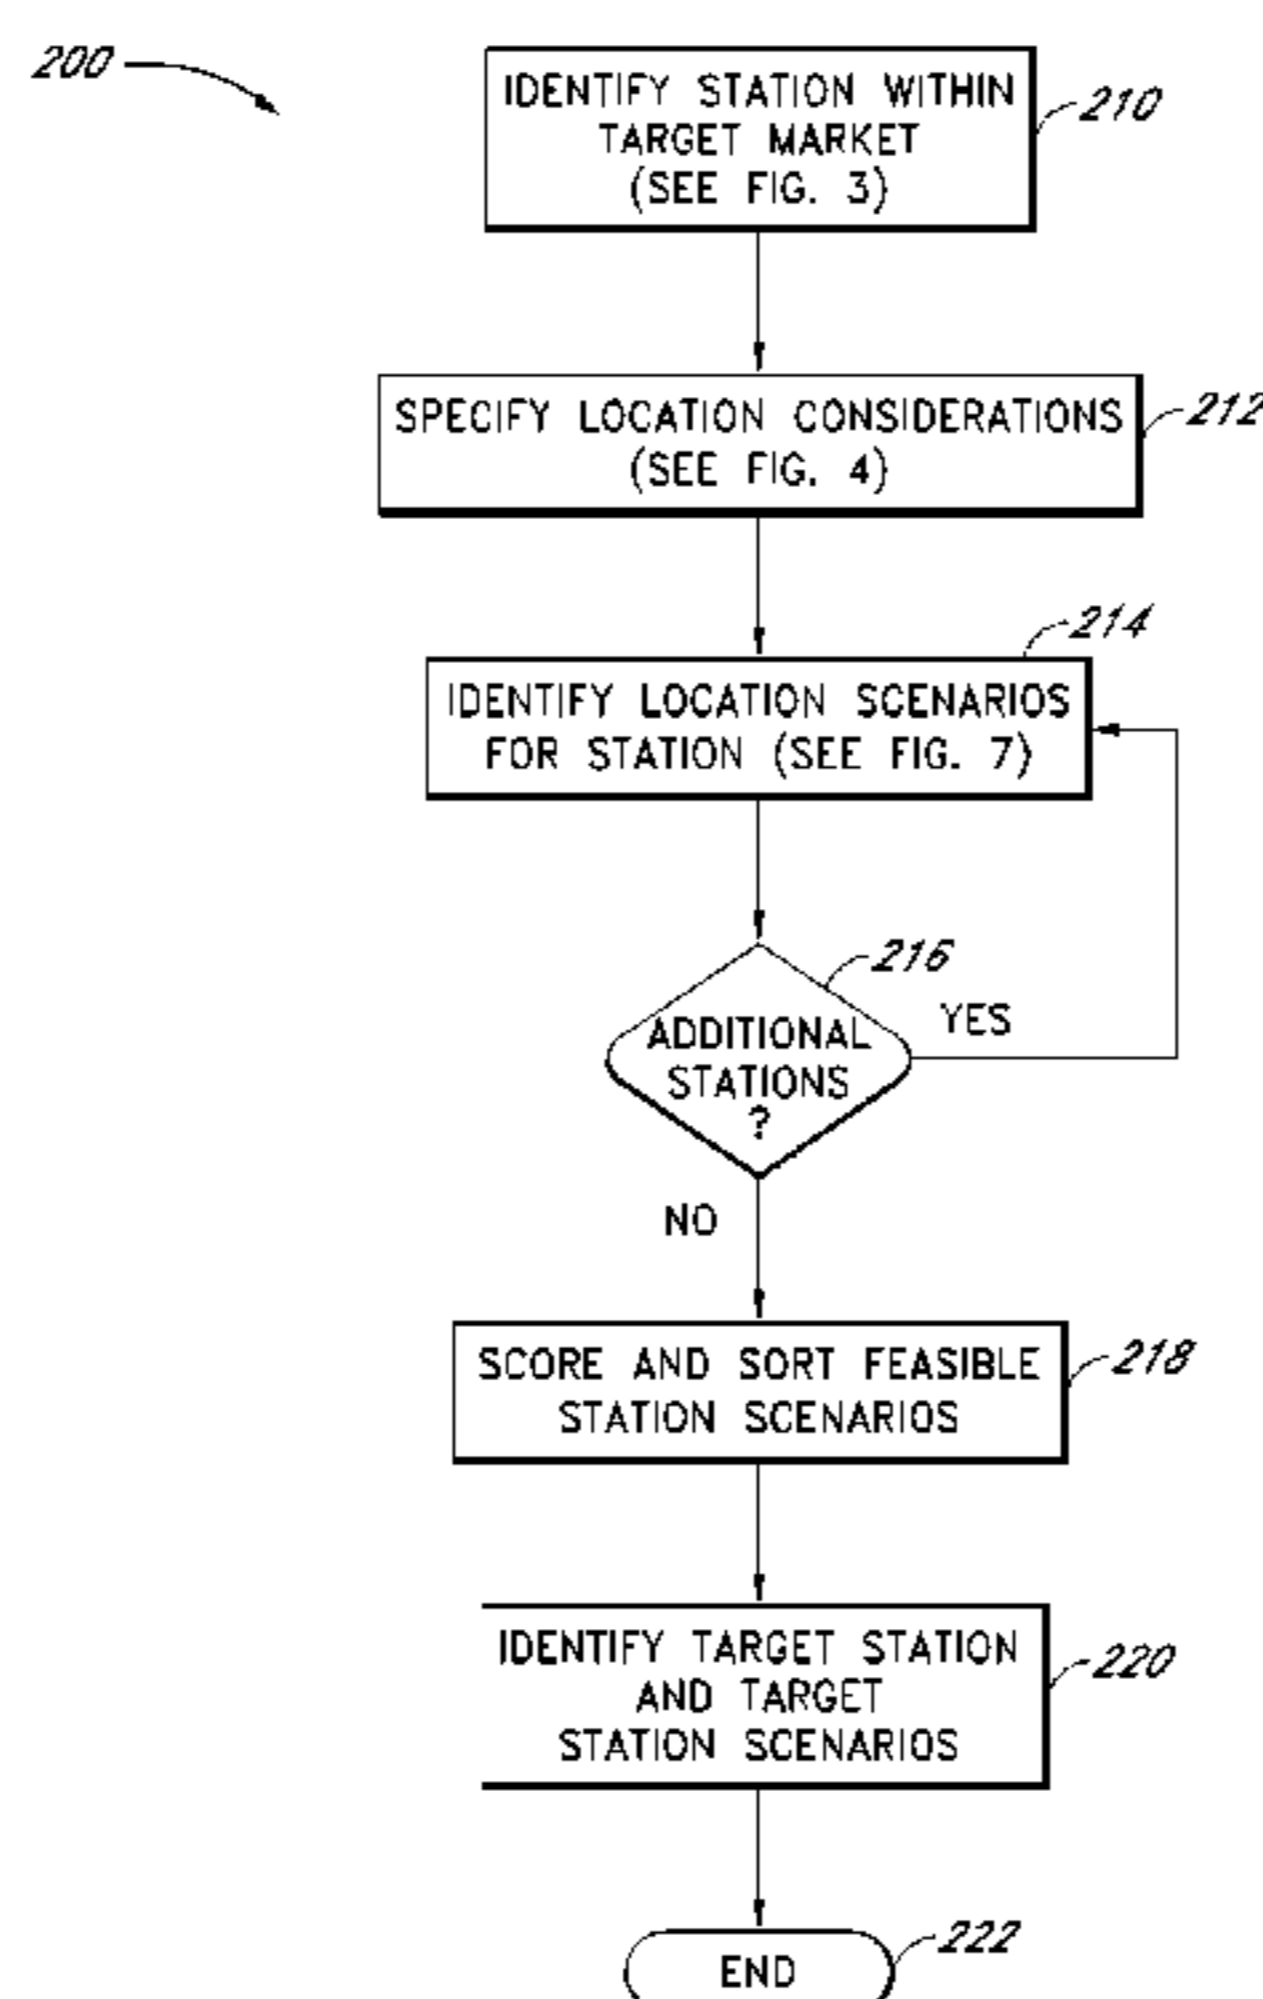 200
IDENTIFY STATION WITHIN
TARGET MARKET
(SEE FIG. 3)
210
SPECIFY LOCATION CONSIDERATIONS
(SEE FIG. 4)
212
214
IDENTIFY LOCATION SCENARIOS
FOR STATION (SEE FIG. 7)
216
ADDITIONAL
STATIONS
?
YES
NO
SCORE AND SORT FEASIBLE
STATION SCENARIOS
218
IDENTIFY TARGET STATION
AND TARGET
STATION SCENARIOS
220
END
222